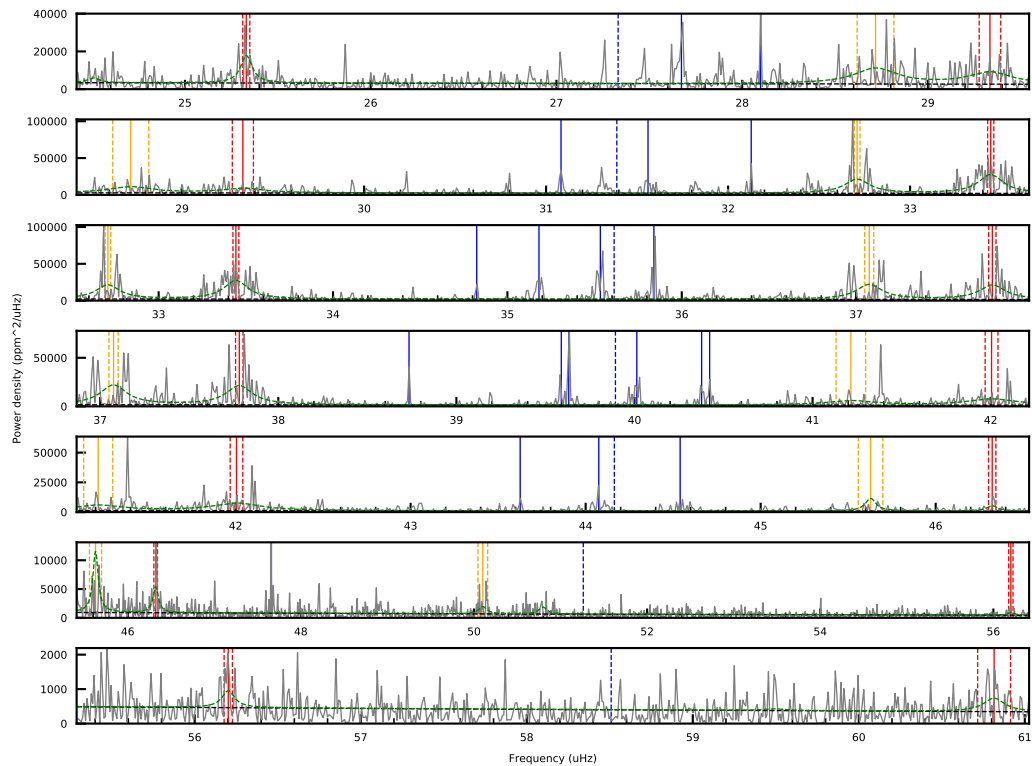 40000
20000
0
25 26 27 28 29
100000
50000
0
29 30 31 32 33
100000
50000
0
33 34 35 36 37
50000
0
37 38 39 40 41 42
50000
25000
0
42 43 44 45 46
10000
5000
0
46 48 50 52 54 56
2000
1000
0
56 57 58 59 60 61
Power density (ppm^2/uHz)
Frequency (uHz)